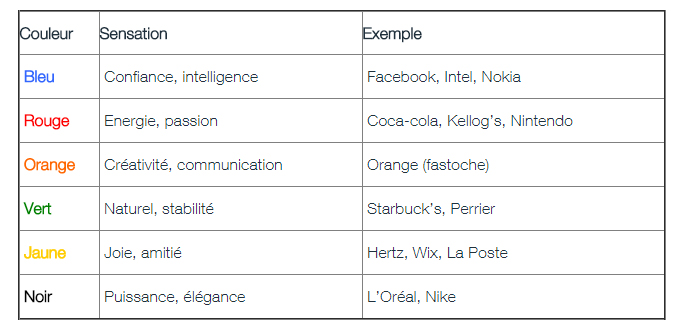 Couleur Sensation Exemple
Bleu Confiance, intelligence Facebook, Intel, Nokia
Rouge Energie, passion Coca-cola, Kellog's, Nintendo
Orange Créativité, communication Orange (fastoche)
Vert Naturel, stabilité Starbuck's, Perrier
Jaune Joie, amitié Hertz, Wix, La Poste
Noir Puissance, élégance L'Oréal, Nike